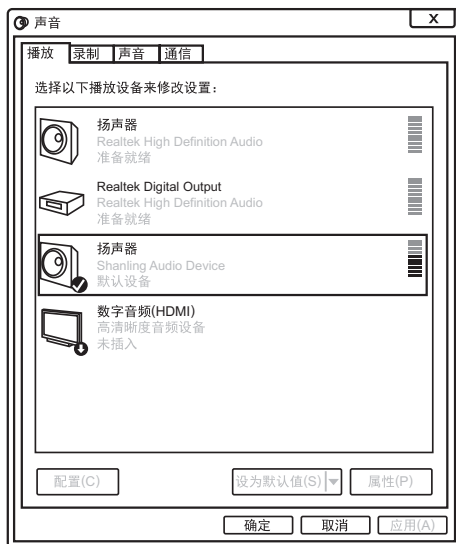 声音
X
播放 录制 声音 通信
选择以下播放设备来修改设置：
扬声器
Realtek High Definition Audio
准备就绪
Realtek Digital Output
Realtek High Definition Audio
准备就绪
扬声器
Shanling Audio Device
默认设备
数字音频(HDMI)
高清晰度音频设备
未插入
配置(C) 设为默认值(S) 属性(P)
确定 取消 应用(A)